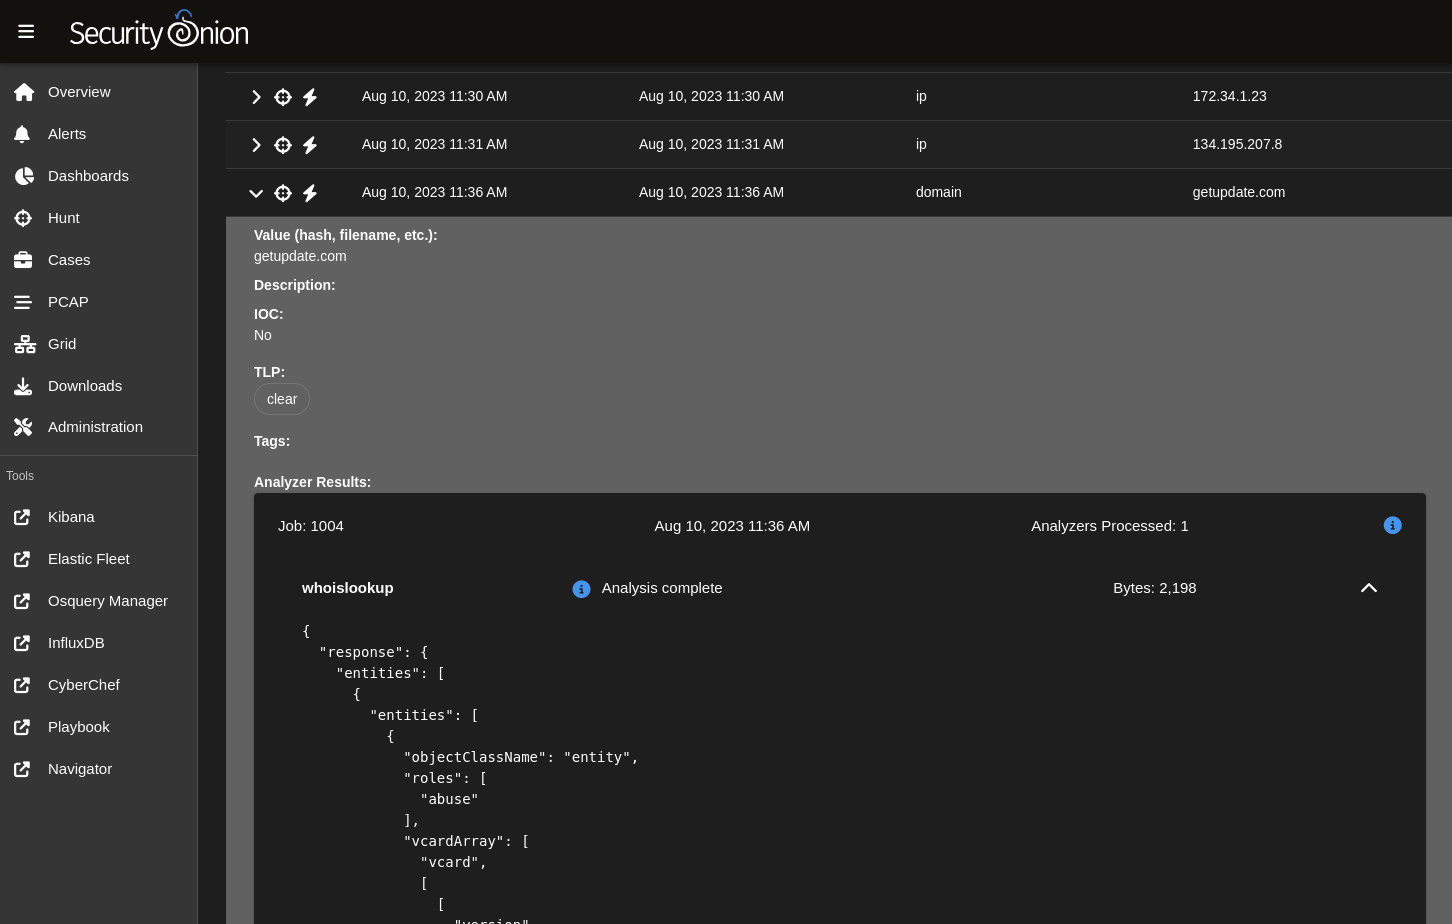 Security Onion
Overview
Alerts
Dashboards
Hunt
Cases
PCAP
Grid
Downloads
Administration
Tools
Kibana
Elastic Fleet
Osquery Manager
InfluxDB
CyberChef
Playbook
Navigator
Aug 10, 2023 11:30 AM Aug 10, 2023 11:30 AM ip 172.34.1.23
Aug 10, 2023 11:31 AM Aug 10, 2023 11:31 AM ip 134.195.207.8
Aug 10, 2023 11:36 AM Aug 10, 2023 11:36 AM domain getupdate.com
Value (hash, filename, etc.):
getupdate.com
Description:
IOC:
No
TLP:
clear
Tags:
Analyzer Results:
Job: 1004 Aug 10, 2023 11:36 AM Analyzers Processed: 1
whoislookup Analysis complete Bytes: 2,198
{
"response": {
"entities": [
{
"entities": [
{
"objectClassName": "entity",
"roles": [
"abuse"
],
"vcardArray": [
"vcard",
[
[
"version"